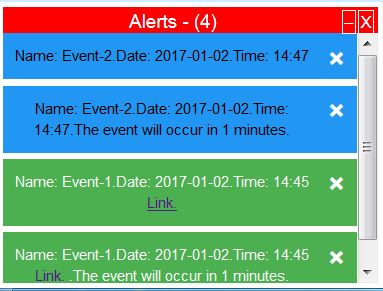 Alerts - (4)
Name: Event-2.Date: 2017-01-02.Time: 14:47
Name: Event-2.Date: 2017-01-02.Time:
14:47.The event will occur in 1 minutes.
Name: Event-1.Date: 2017-01-02.Time: 14:45
Link.
Name: Event-1.Date: 2017-01-02.Time: 14:45
Link. .The event will occur in 1 minutes.